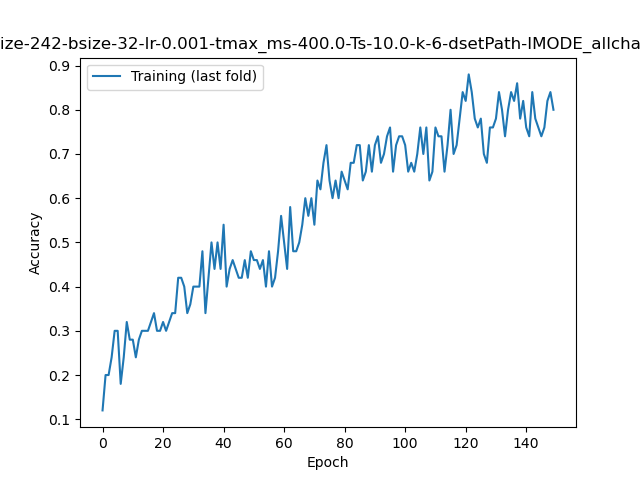 ize-242-bsize-32-lr-0.001-tmax_ms-400.0-Ts-10.0-k-6-dsetPath-IMODE_allcha
Training (last fold)
Accuracy
0.9
0.8
0.7
0.6
0.5
0.4
0.3
0.2
0.1
0 20 40 60 80 100 120 140
Epoch